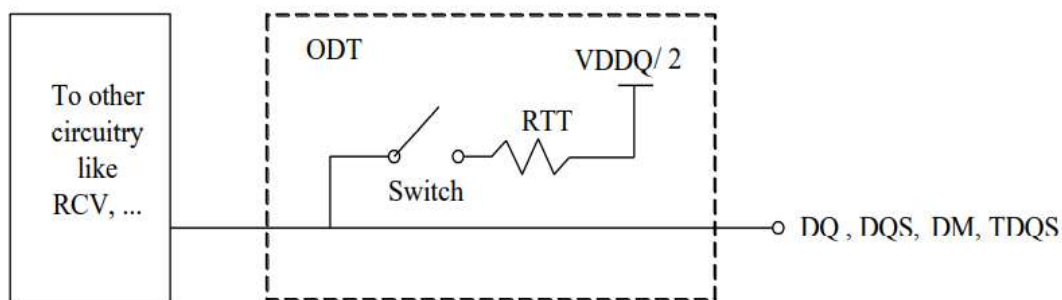 To other
circuitry
like
RCV, ...
ODT
VDDQ/ 2
RTT
Switch
DQ , DQS, DM, TDQS